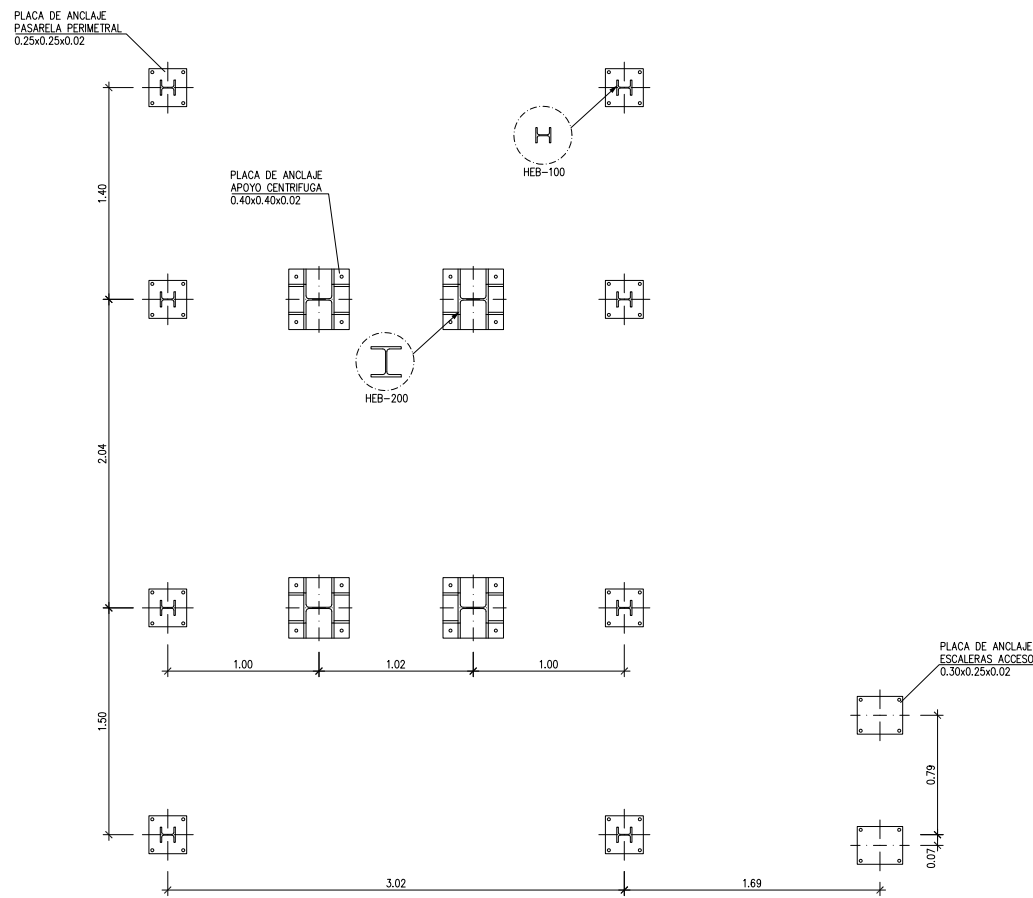 PLACA DE ANCLAJE
PASARELA PERIMETRAL
0.25x0.25x0.02
HEB-100
1.40
PLACA DE ANCLAJE
APOYO CENTRIFUGA
0.40x0.40x0.02
HEB-200
2.04
1.00
1.02
1.00
PLACA DE ANCLAJE
ESCALERAS ACCESO
0.30x0.25x0.02
1.50
0.79
0.07
3.02
1.69